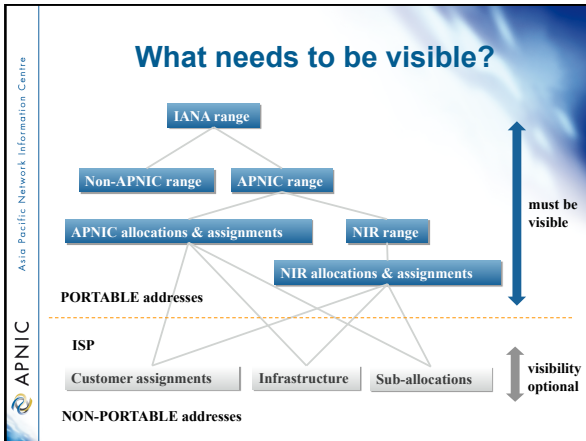 What needs to be visible?
IANA range
Non-APNIC range
APNIC range
APNIC allocations & assignments
NIR range
NIR allocations & assignments
PORTABLE addresses
must be
visible
ISP
Customer assignments
Infrastructure
Sub-allocations
visibility
optional
NON-PORTABLE addresses
Asia Pacific Network Information Centre
APNIC